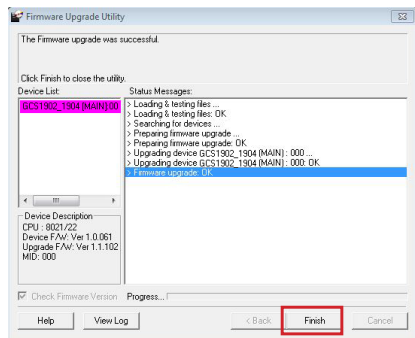 Firmware Upgrade Utility
The Firmware upgrade was successful.
Click Finish to close the utility.
Device List:
Status Messages:
GCS1902_1904 (MAIN):00
> Loading & testing files ...
> Loading & testing files: OK
> Searching for devices ...
> Preparing firmware upgrade ...
> Preparing firmware upgrade: OK
> Upgrading device GCS1902_1904 (MAIN) : 000 ...
> Upgrading device GCS1902_1904 (MAIN) : 000: OK
> Firmware upgrade: OK
Device Description
CPU : 8021/22
Device F/W: Ver 1.0.061
Upgrade F/W: Ver 1.1.102
MID: 000
Check Firmware Version
Progress...
Help
View Log
< Back
Finish
Cancel